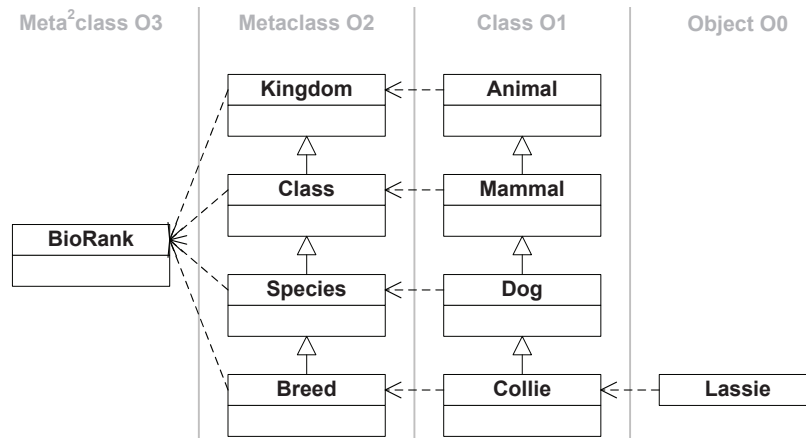 Meta²class O3 Metaclass O2 Class O1 Object O0
Kingdom Animal
Class Mammal
BioRank
Species Dog
Breed Collie Lassie